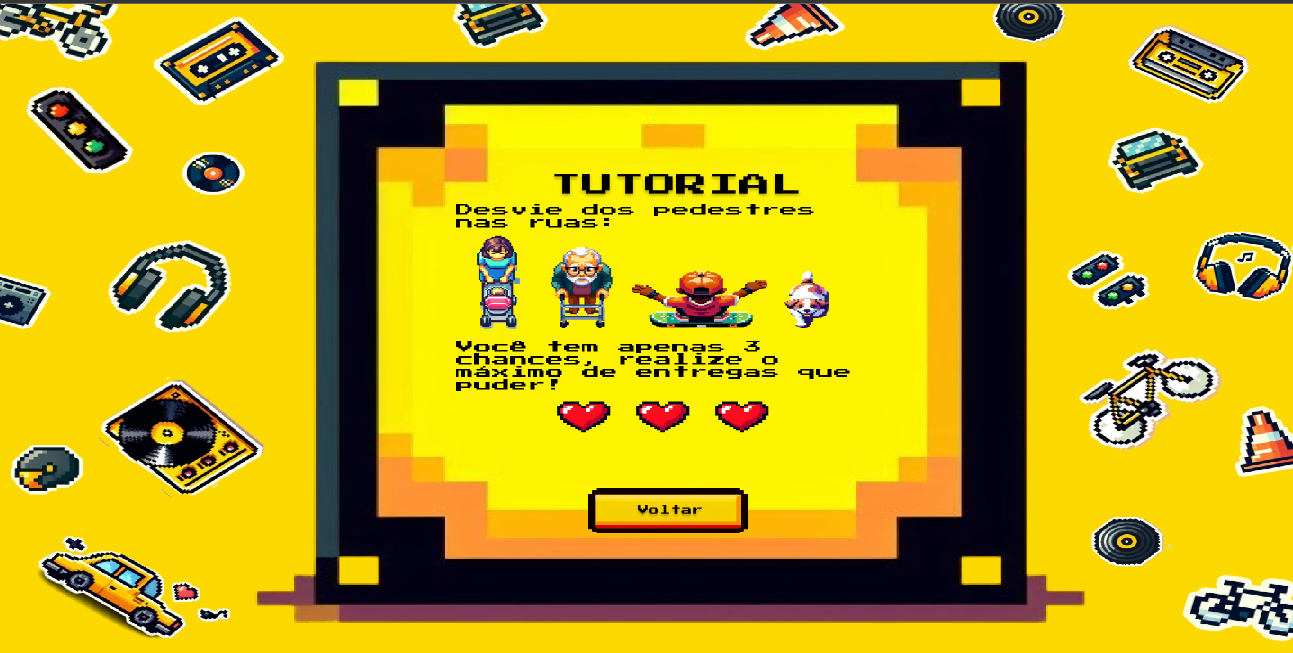 TUTORIAL
Desvie dos pedestres
nas ruas:
Você tem apenas 3
chances, realize o
máximo de entregas que
puder!
Voltar